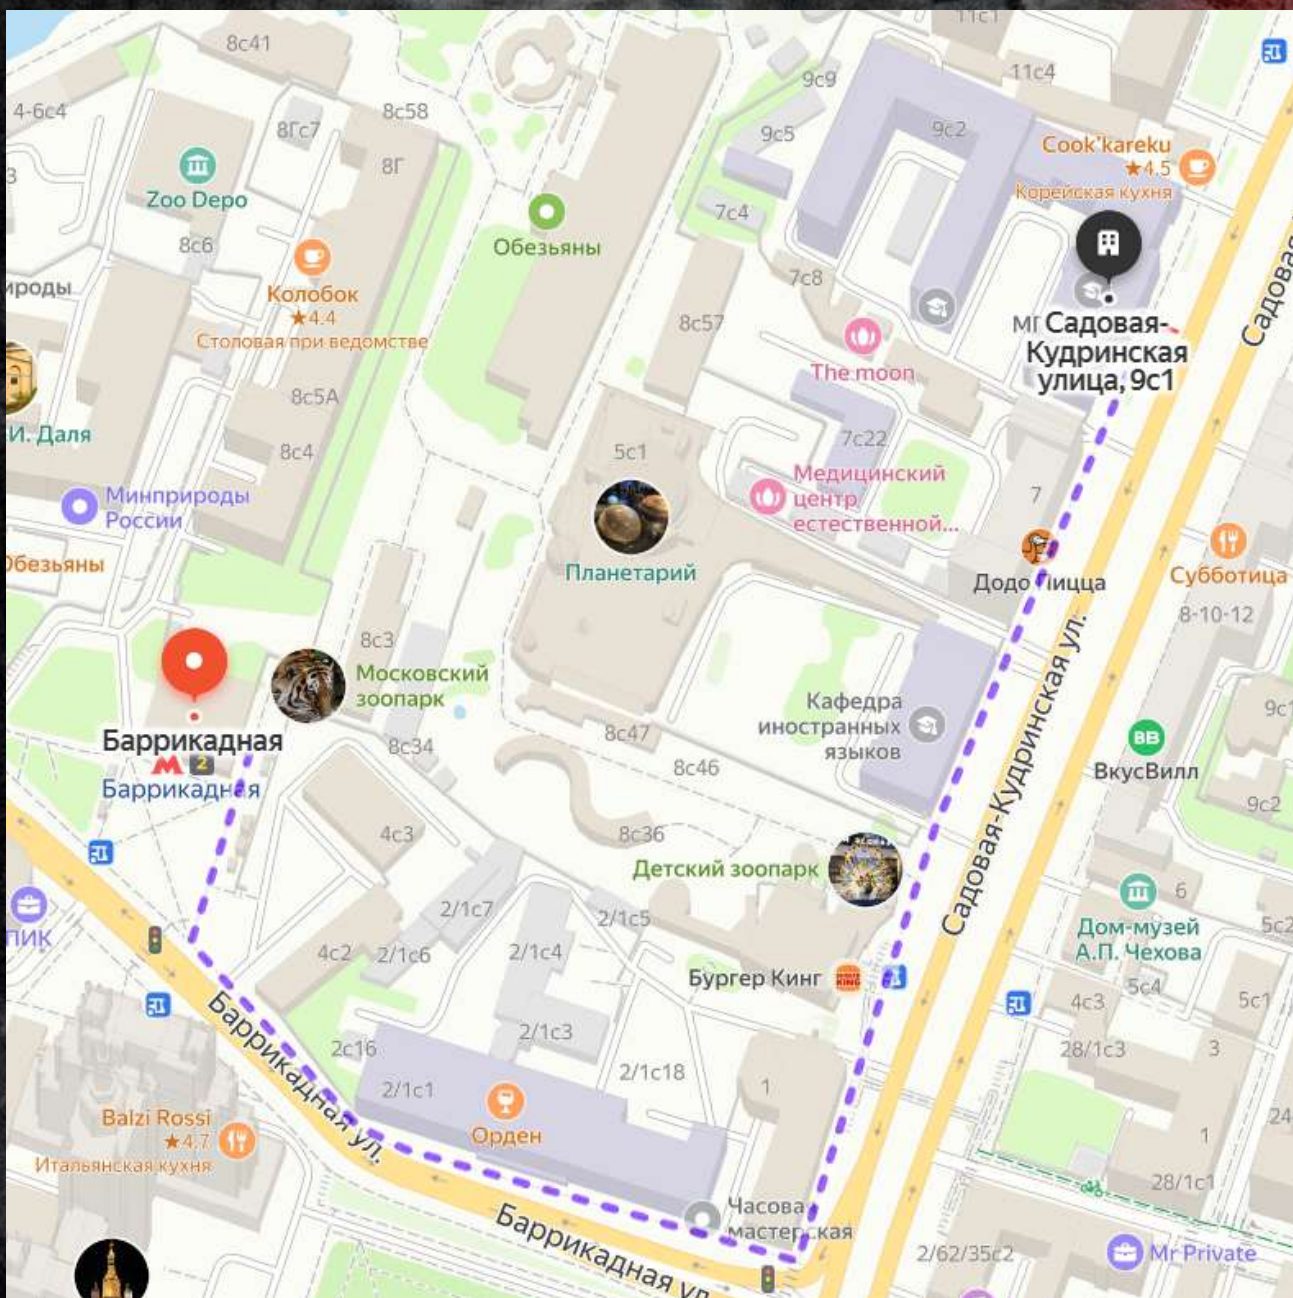 11с1
8с41
11с4
9с9
4-6с4
8с58
8Гс7
9с2
9с5
Cook'kareku
★4.5
Корейская кухня
8Г
3
Zoo Depo
7с4
8с6
Обезьяны
7с8
ироды
Колобок
★4.4
Столовая при ведомстве
8с57
МГ
Садовая-
Кудринская
улица, 9с1
Садовая-
The moon
8с5А
И. Даля
8с4
5с1
7с22
Медицинский
центр
естественной...
7
Минприроды
России
Обезьяны
Планетарий
Додо Пицца
Субботица
8-10-12
8с3
Московский
зоопарк
Кафедра
иностранных
языков
9с1
Баррикадная
2
Баррикадная
8с34
8с47
8с46
BB
ВкусВилл
9с2
4с3
8с36
Садовая-Кудринская ул.
Детский зоопарк
6
ПИК
2/1с7
2/1с5
Дом-музей
А.П. Чехова
5с2
4с2
2/1с6
2/1с4
Бургер Кинг
BURGER
KING
5с4
4с3
5с1
Баррикадная ул.
2с16
2/1с3
28/1с3
3
2/1с18
1
2/1с1
24
Balzi Rossi
★4.7
Итальянская кухня
Орден
1
28/1с1
Часовая
мастерская
Баррикадная ул
2/62/35с2
Mr Private